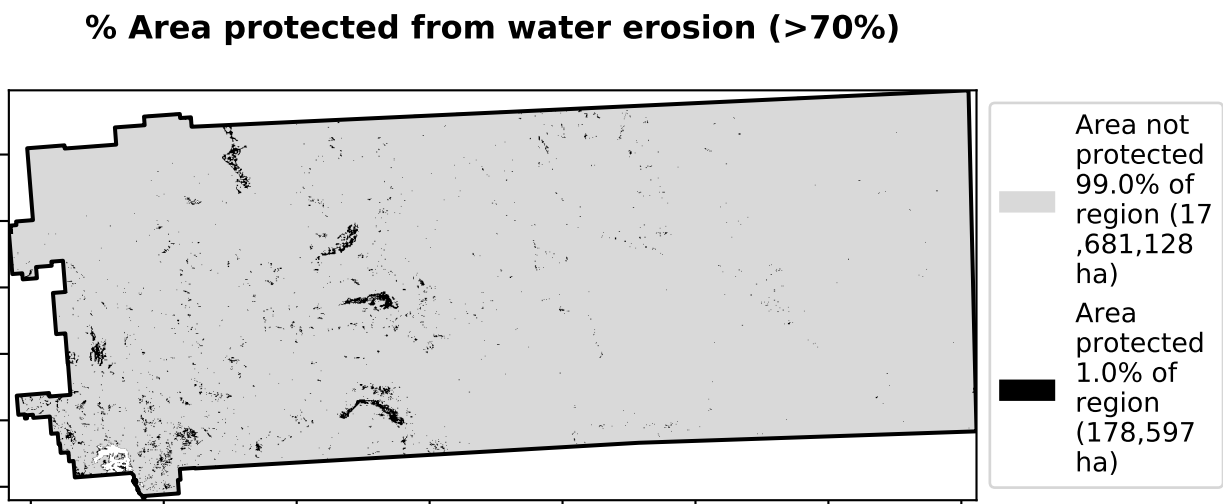 % Area protected from water erosion (>70%)
Area not
protected
99.0% of
region (17
,681,128
ha)
Area
protected
1.0% of
region
(178,597
ha)